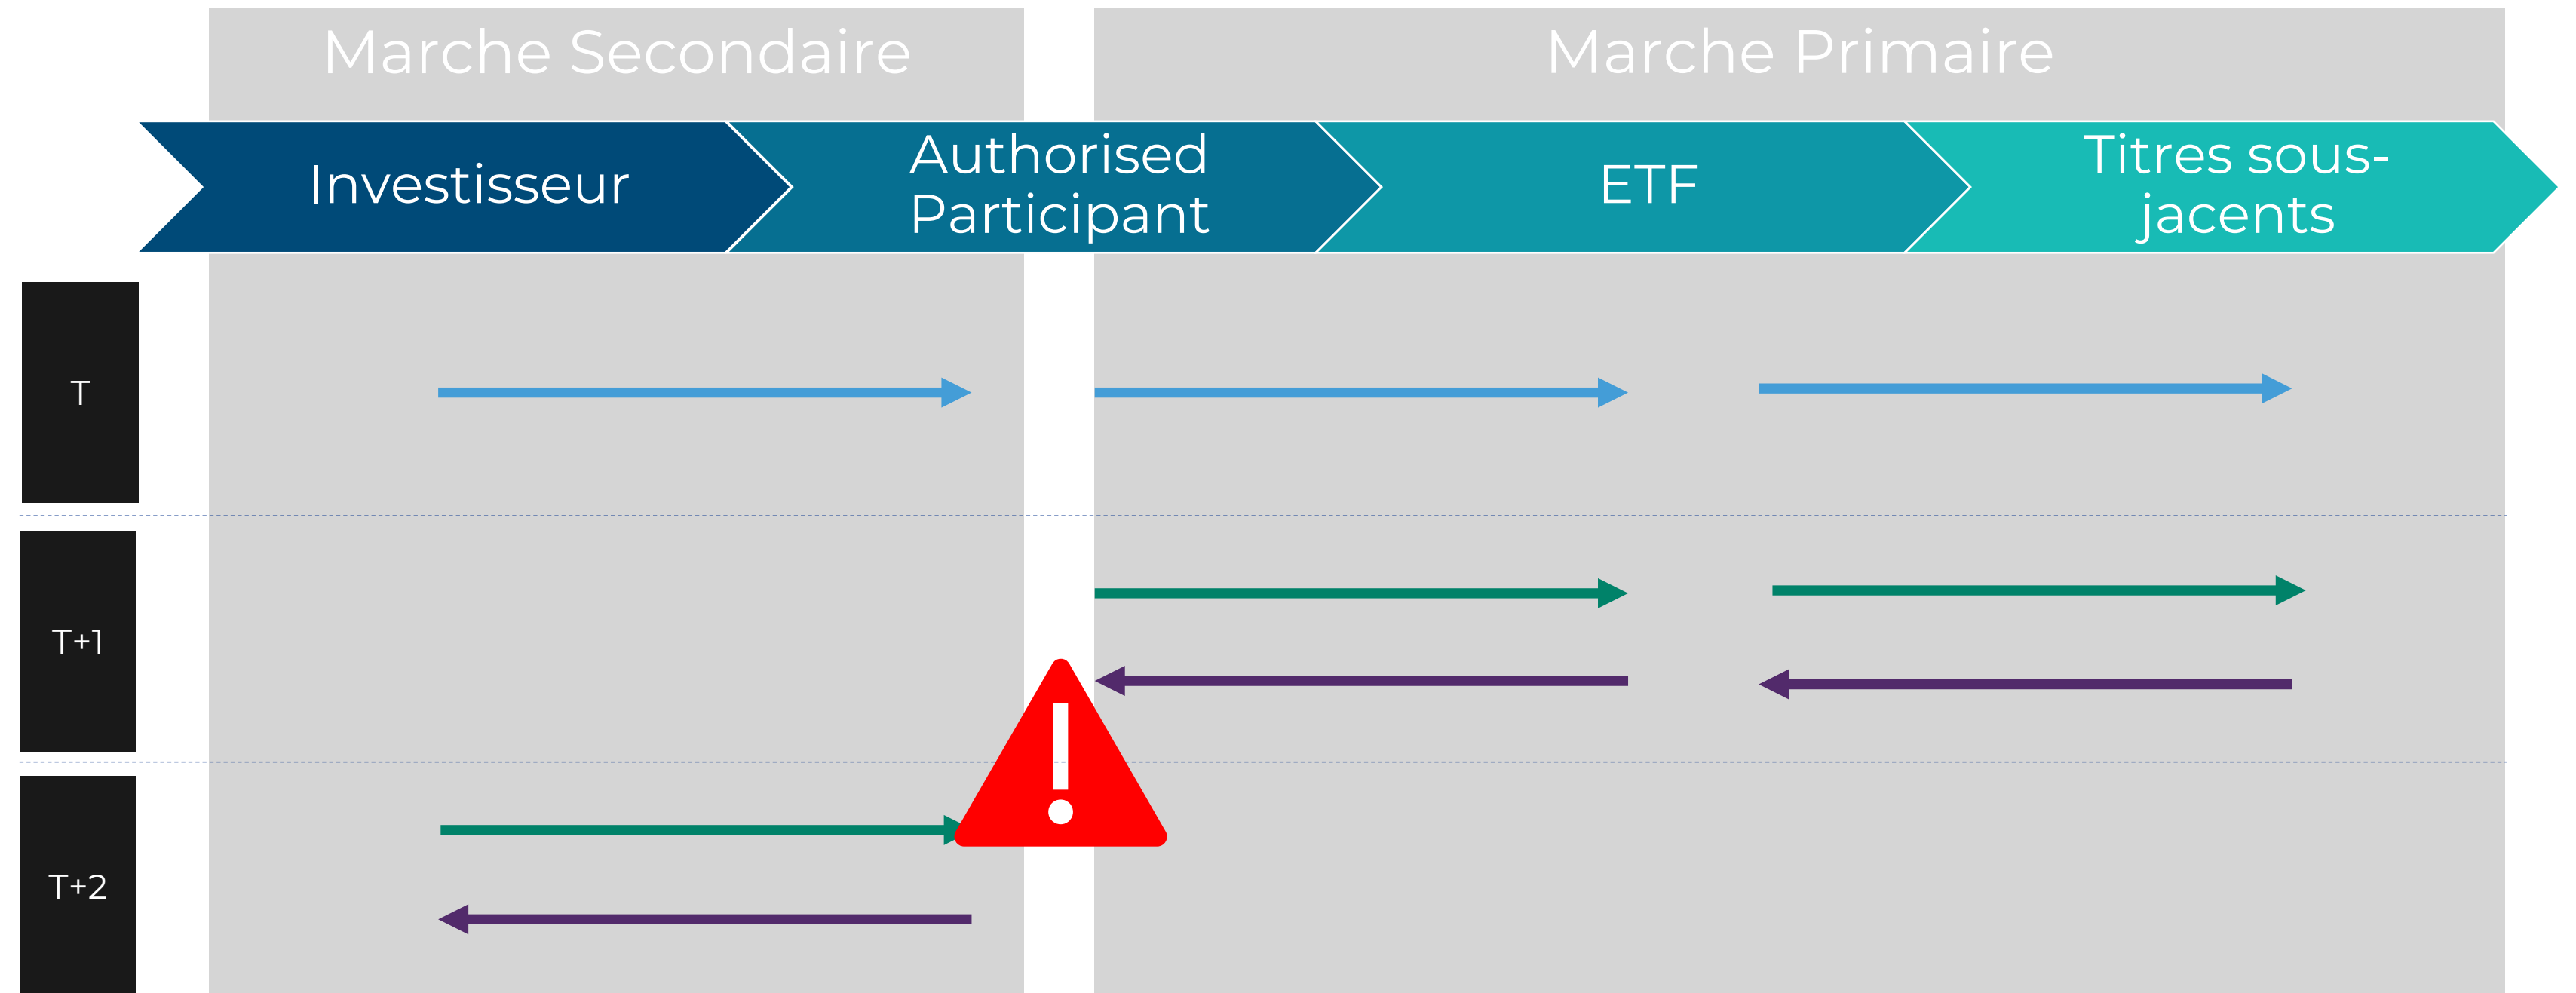 Marche Secondaire
Marche Primaire
Investisseur
Authorised
Participant
ETF
Titres sous-
jacents
T
T+1
T+2